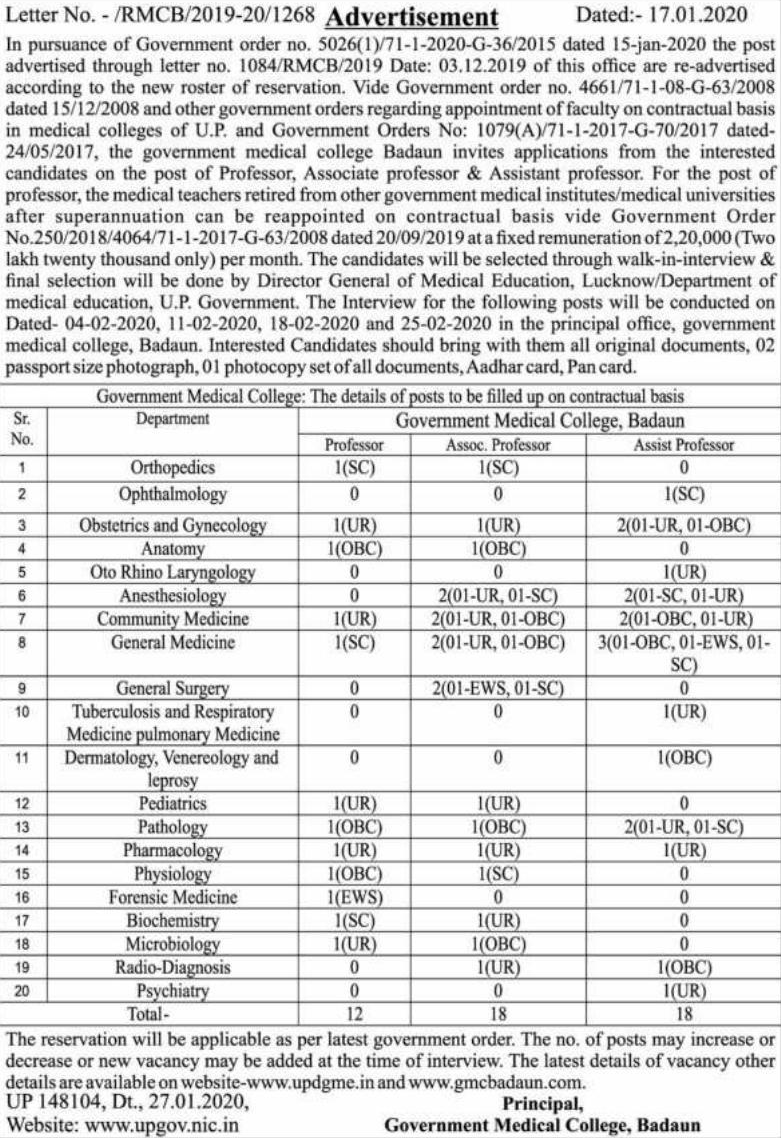 Letter No. - /RMCB/2019-20/1268 Advertisement Dated:- 17.01.2020
In pursuance of Government order no. 5026(1)/71-1-2020-G-36/2015 dated 15-jan-2020 the post
advertised through letter no. 1084/RMCB/2019 Date: 03.12.2019 of this office are re-advertised
according to the new roster of reservation. Vide Government order no. 4661/71-1-08-G-63/2008
dated 15/12/2008 and other government orders regarding appointment of faculty on contractual basis
in medical colleges of U.P. and Government Orders No: 1079(A)/71-1-2017-G-70/2017 dated-
24/05/2017, the government medical college Badaun invites applications from the interested
candidates on the post of Professor, Associate professor & Assistant professor. For the post of
professor, the medical teachers retired from other government medical institutes/medical universities
after superannuation can be reappointed on contractual basis vide Government Order
No.250/2018/4064/71-1-2017-G-63/2008 dated 20/09/2019 at a fixed remuneration of 2,20,000 (Two
lakh twenty thousand only) per month. The candidates will be selected through walk-in-interview &
final selection will be done by Director General of Medical Education, Lucknow/Department of
medical education, U.P. Government. The Interview for the following posts will be conducted on
Dated- 04-02-2020, 11-02-2020, 18-02-2020 and 25-02-2020 in the principal office, government
medical college, Badaun. Interested Candidates should bring with them all original documents, 02
passport size photograph, 01 photocopy set of all documents, Aadhar card, Pan card.
Government Medical College: The details of posts to be filled up on contractual basis
Sr. No. Department Government Medical College, Badaun
Professor Assoc. Professor Assist Professor
1 Orthopedics 1(SC) 1(SC) 0
2 Ophthalmology 0 0 1(SC)
3 Obstetrics and Gynecology 1(UR) 1(UR) 2(01-UR, 01-OBC)
4 Anatomy 1(OBC) 1(OBC) 0
5 Oto Rhino Laryngology 0 0 1(UR)
6 Anesthesiology 0 2(01-UR, 01-SC) 2(01-SC, 01-UR)
7 Community Medicine 1(UR) 2(01-UR, 01-OBC) 2(01-OBC, 01-UR)
8 General Medicine 1(SC) 2(01-UR, 01-OBC) 3(01-OBC, 01-EWS, 01-
SC)
9 General Surgery 0 2(01-EWS, 01-SC) 0
10 Tuberculosis and Respiratory 0 0 1(UR)
Medicine pulmonary Medicine
11 Dermatology, Venereology and 0 0 1(OBC)
leprosy
12 Pediatrics 1(UR) 1(UR) 0
13 Pathology 1(OBC) 1(OBC) 2(01-UR, 01-SC)
14 Pharmacology 1(UR) 1(UR) 1(UR)
15 Physiology 1(OBC) 1(SC) 0
16 Forensic Medicine 1(EWS) 0 0
17 Biochemistry 1(SC) 1(UR) 0
18 Microbiology 1(UR) 1(OBC) 0
19 Radio-Diagnosis 0 1(UR) 1(OBC)
20 Psychiatry 0 0 1(UR)
Total- 12 18 18
The reservation will be applicable as per latest government order. The no. of posts may increase or
decrease or new vacancy may be added at the time of interview. The latest details of vacancy other
details are available on website-www.updgme.in and www.gmcbadaun.com.
UP 148104, Dt., 27.01.2020, Principal,
Website: www.upgov.nic.in Government Medical College, Badaun